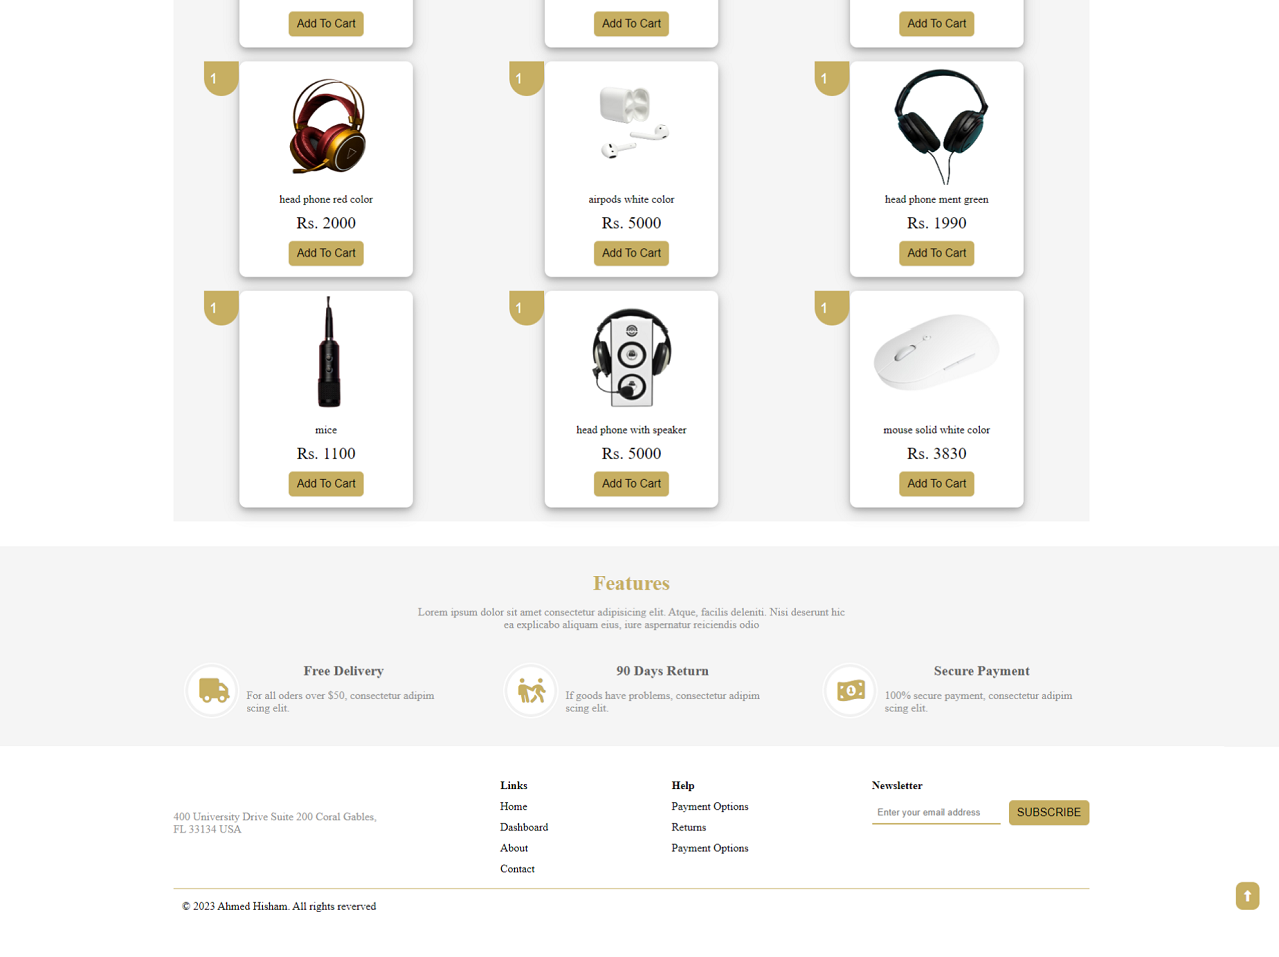 Add To Cart
Add To Cart
Add To Cart
1
1
1
head phone red color
airpods white color
head phone ment green
Rs. 2000
Rs. 5000
Rs. 1990
Add To Cart
Add To Cart
Add To Cart
1
1
1
mice
head phone with speaker
mouse solid white color
Rs. 1100
Rs. 5000
Rs. 3830
Add To Cart
Add To Cart
Add To Cart
Features
Lorem ipsum dolor sit amet consectetur adipisicing elit. Atque, facilis deleniti. Nisi deserunt hic
ea explicabo aliquam eius, iure aspernatur reiciendis odio
Free Delivery
For all oders over $50, consectetur adipim
scing elit.
90 Days Return
If goods have problems, consectetur adipim
scing elit.
Secure Payment
100% secure payment, consectetur adipim
scing elit.
400 University Drive Suite 200 Coral Gables,
FL 33134 USA
Links
Home
Dashboard
About
Contact
Help
Payment Options
Returns
Payment Options
Newsletter
Enter your email address
SUBSCRIBE
© 2023 Ahmed Hisham. All rights reverved